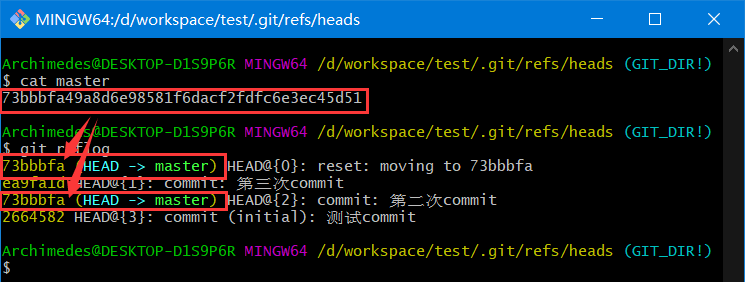 MINGW64:/d/workspace/test/.git/refs/heads
Archimedes@DESKTOP-D1S9P6R MINGW64 /d/workspace/test/.git/refs/heads (GIT_DIR!)
$ cat master
73bbbfa49a8d6e98581f6dacf2fdfc6e3ec45d51
Archimedes@DESKTOP-D1S9P6R MINGW64 /d/workspace/test/.git/refs/heads (GIT_DIR!)
$ git reflog
73bbbfa (HEAD -> master) HEAD@{0}: reset: moving to 73bbbfa
ea9fa1d HEAD@{1}: commit: 第三次commit
73bbbfa (HEAD -> master) HEAD@{2}: commit: 第二次commit
2664582 HEAD@{3}: commit (initial): 测试commit
Archimedes@DESKTOP-D1S9P6R MINGW64 /d/workspace/test/.git/refs/heads (GIT_DIR!)
$